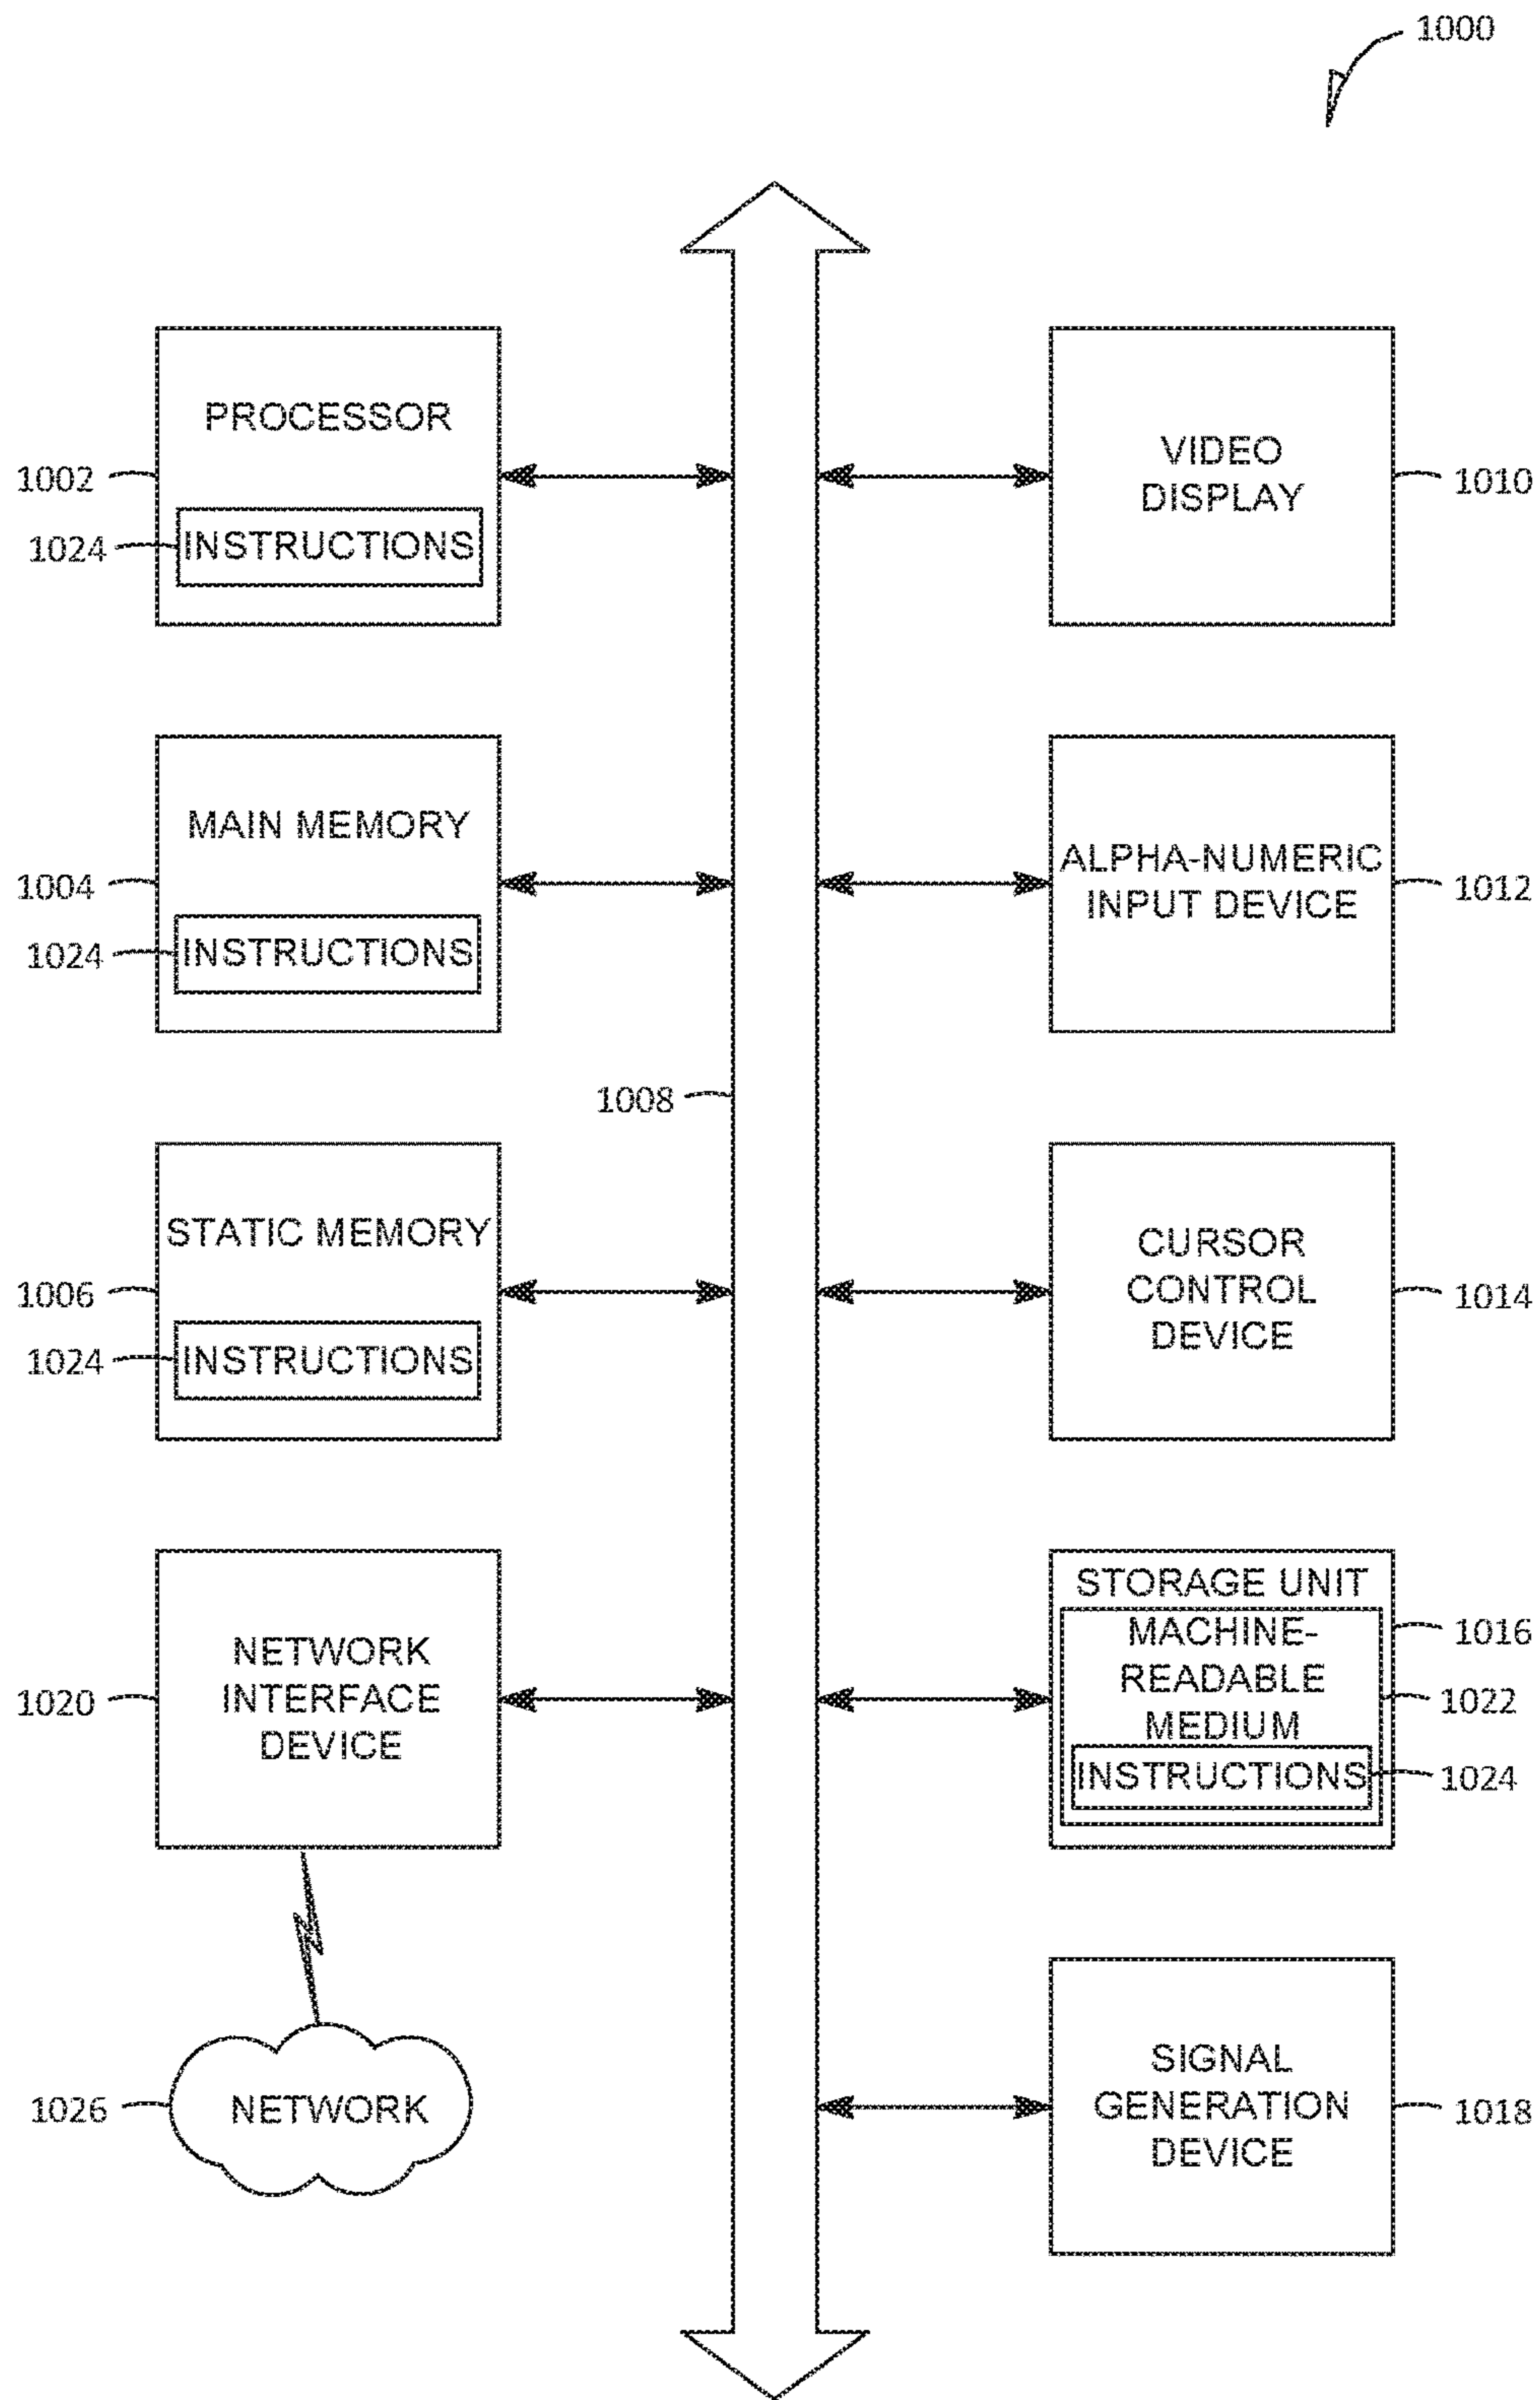 1000
PROCESSOR
1002
1024
INSTRUCTIONS
VIDEO
DISPLAY
1010
MAIN MEMORY
1004
1024
INSTRUCTIONS
ALPHA-NUMERIC
INPUT DEVICE
1012
1008
STATIC MEMORY
1006
1024
INSTRUCTIONS
CURSOR
CONTROL
DEVICE
1014
NETWORK
INTERFACE
DEVICE
1020
STORAGE UNIT
1016
MACHINE-
READABLE
MEDIUM
1022
INSTRUCTIONS
1024
1026
NETWORK
SIGNAL
GENERATION
DEVICE
1018